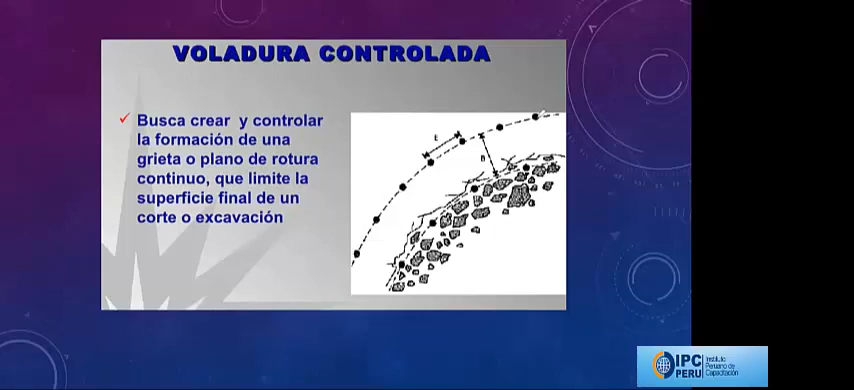 VOLADURA CONTROLADA
Busca crear y controlar
la formación de una
grieta o plano de rotura
continuo, que limite la
superficie final de un
corte o excavación
E
B
IPC
PERU
Instituto
Peruano de
Capacitación